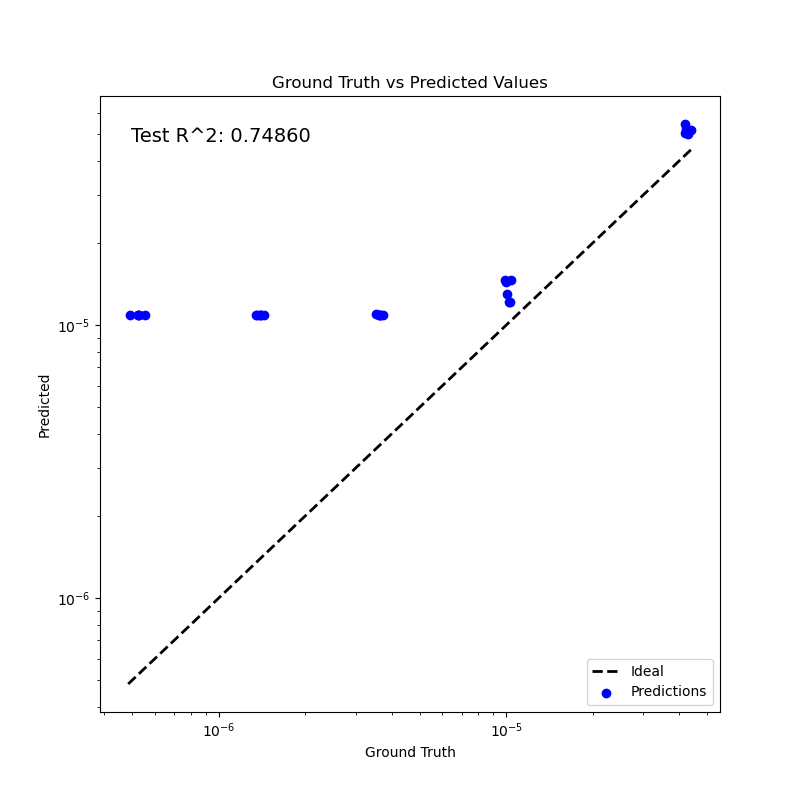 Ground Truth vs Predicted Values
Test R^2: 0.74860
10⁻⁵
10⁻⁶
Predicted
Ideal
Predictions
10⁻⁶
10⁻⁵
Ground Truth